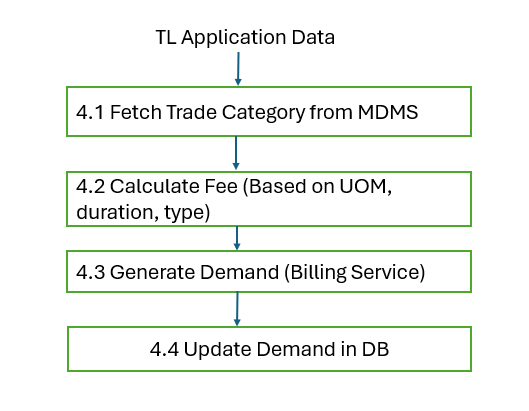 TL Application Data
4.1 Fetch Trade Category from MDMS
4.2 Calculate Fee (Based on UOM,
duration, type)
4.3 Generate Demand (Billing Service)
4.4 Update Demand in DB